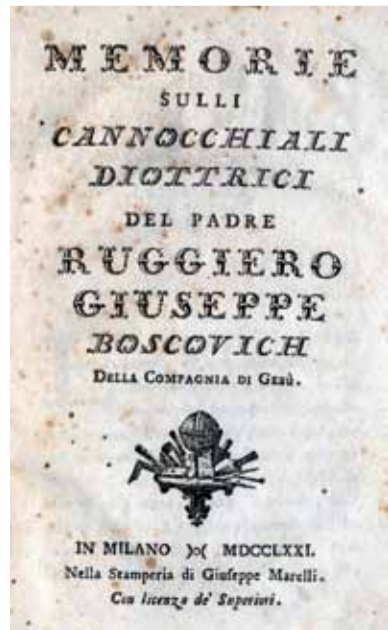 MEMORIE
SULLI
CANNOCCHIALI
DIOTTRICI
DEL PADRE
RUGGIERO
GIUSEPPE
BOSCOVICH
DELLA COMPAGNIA DI GESÙ.
IN MILANO )o( MDCCLXXI.
Nella Stamperia di Giuseppe Marelli.
Con licenza de' Superiori.